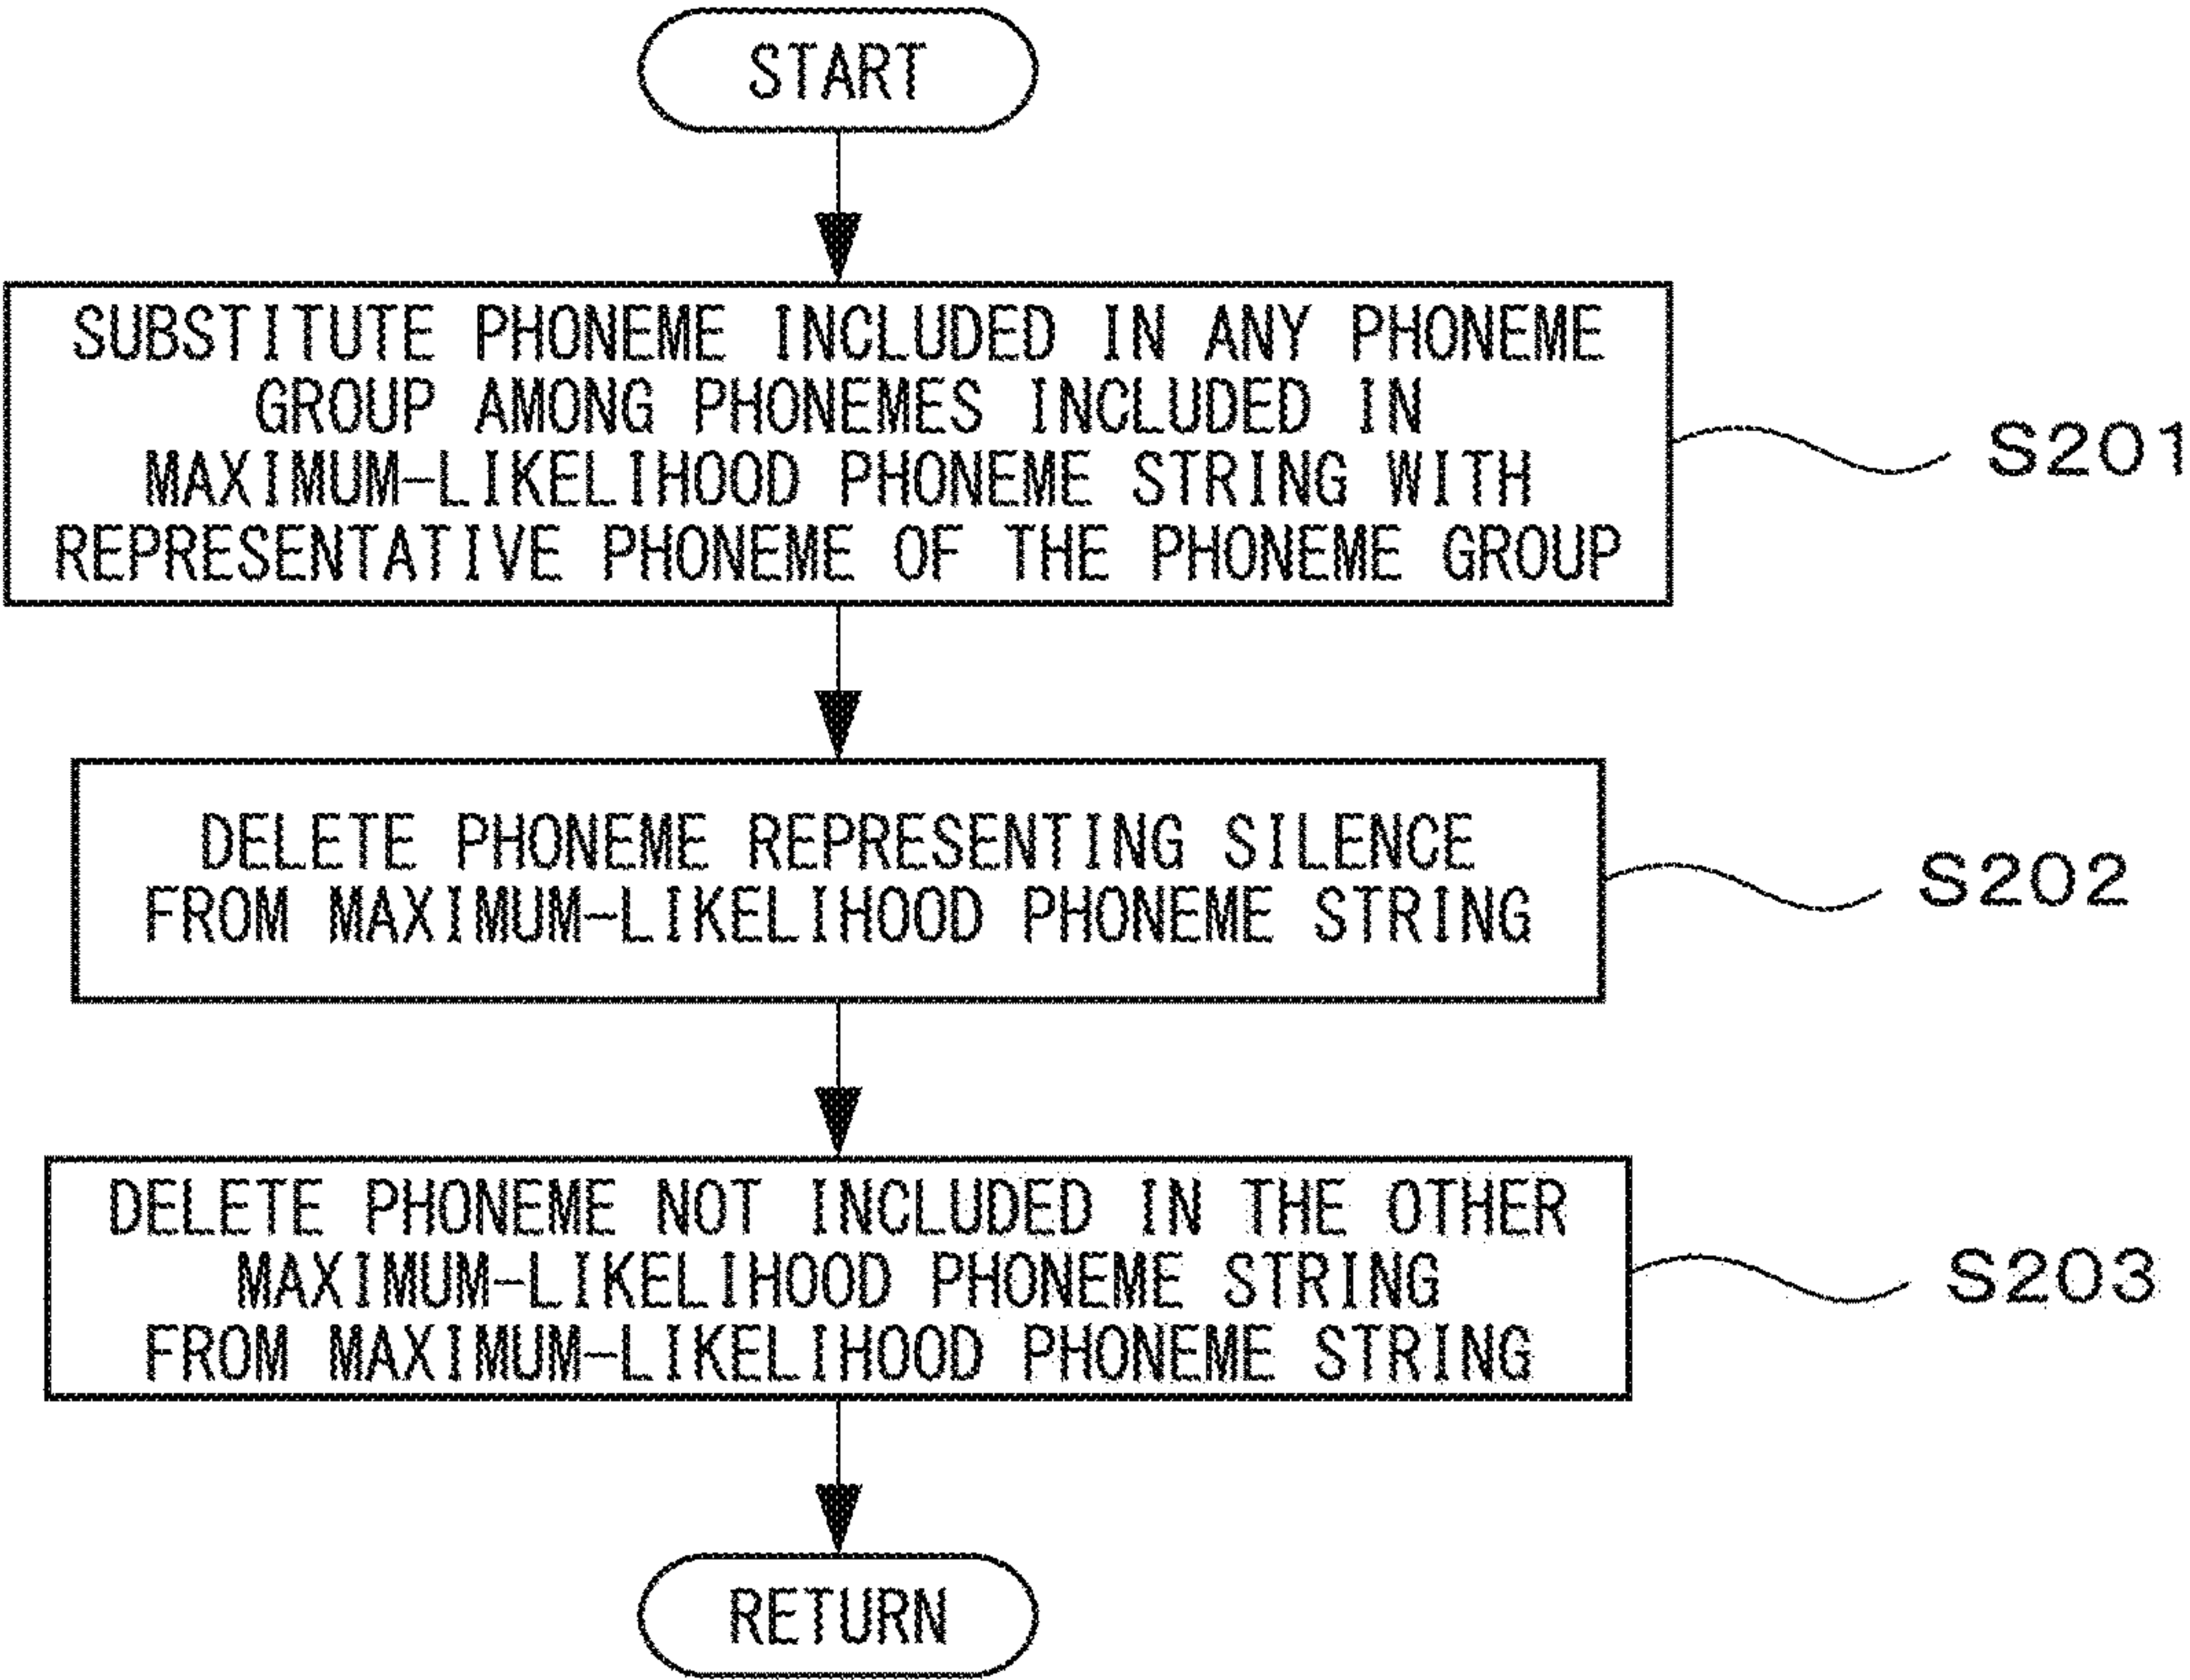 START
SUBSTITUTE PHONEME INCLUDED IN ANY PHONEME
GROUP AMONG PHONEMES INCLUDED IN
MAXIMUM-LIKELIHOOD PHONEME STRING WITH
REPRESENTATIVE PHONEME OF THE PHONEME GROUP
S201
DELETE PHONEME REPRESENTING SILENCE
FROM MAXIMUM-LIKELIHOOD PHONEME STRING
S202
DELETE PHONEME NOT INCLUDED IN THE OTHER
MAXIMUM-LIKELIHOOD PHONEME STRING
FROM MAXIMUM-LIKELIHOOD PHONEME STRING
S203
RETURN